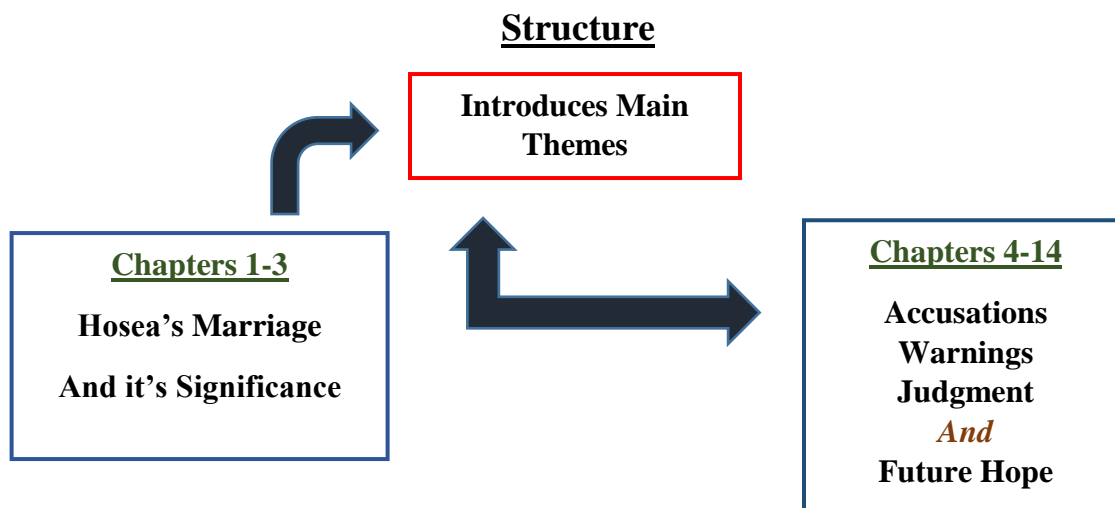 Structure
Introduces Main
Themes
Chapters 1-3
Hosea’s Marriage
And it’s Significance
Chapters 4-14
Accusations
Warnings
Judgment
And
Future Hope